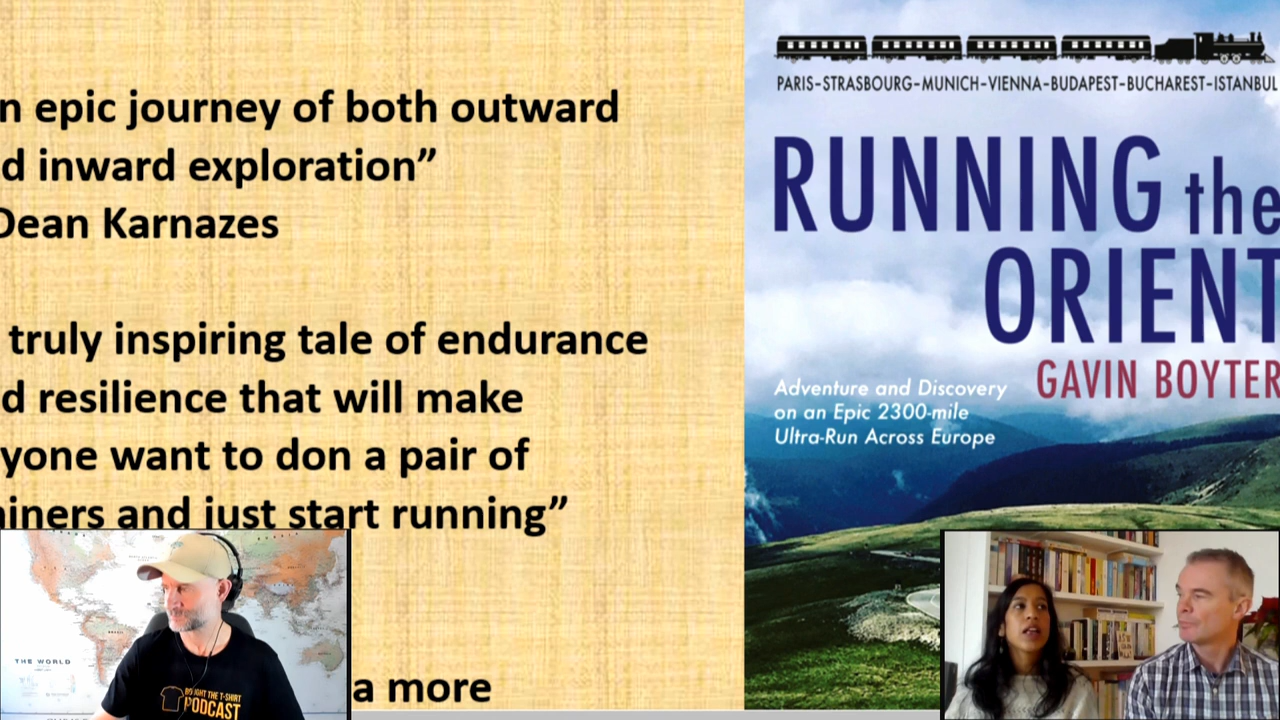 n epic journey of both outward
d inward exploration”
Dean Karnazes
truly inspiring tale of endurance
d resilience that will make
yone want to don a pair of
iners and just start running”
a more
PARIS–STRASBOURG–MUNICH–VIENNA–BUDAPEST–BUCHAREST–ISTANBUL
RUNNING the
ORIENT
GAVIN BOYTER
Adventure and Discovery
on an Epic 2300-mile
Ultra-Run Across Europe
THE WORLD
BOUGHT THE T-SHIRT
PODCAST